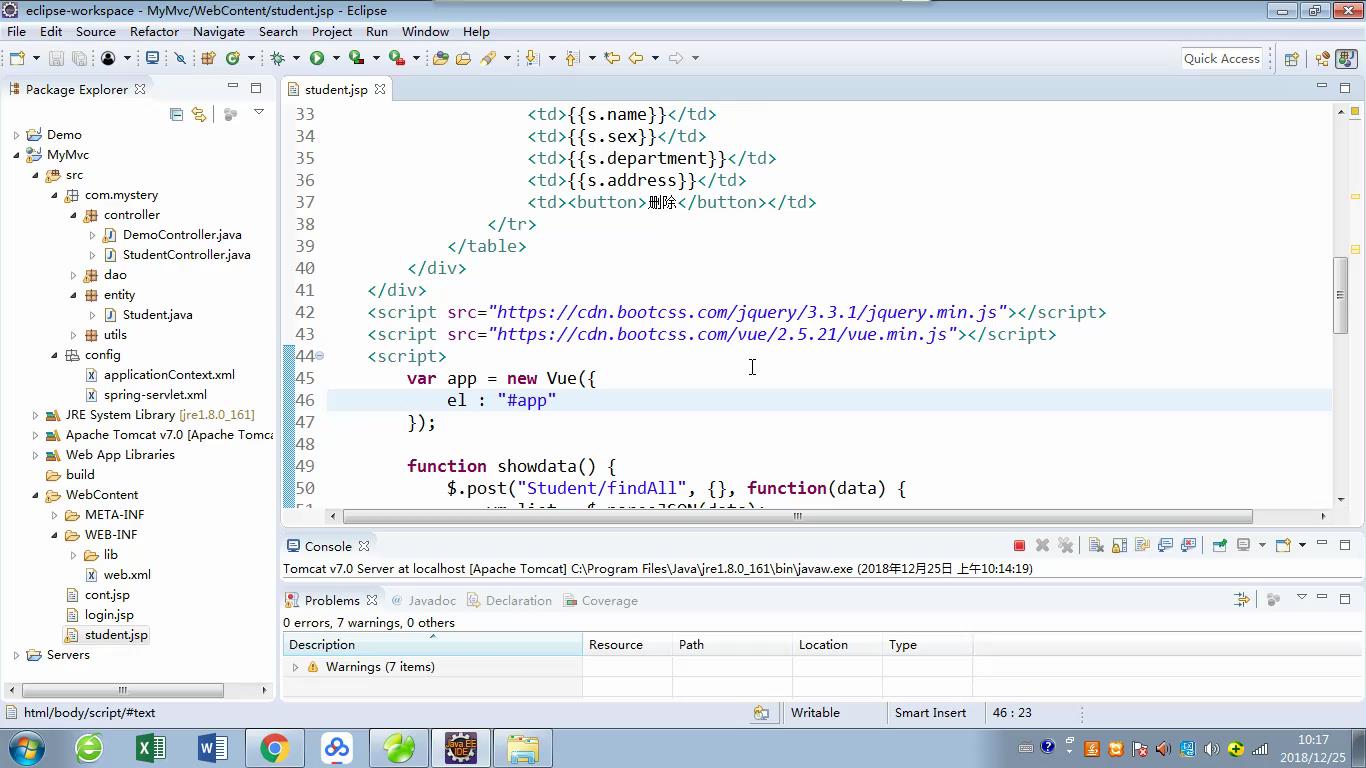 eclipse-workspace - MyMvc/WebContent/student.jsp - Eclipse
File Edit Source Refactor Navigate Search Project Run Window Help
Quick Access
Package Explorer
Demo
MyMvc
src
com.mystery
controller
DemoController.java
StudentController.java
dao
entity
Student.java
utils
config
applicationContext.xml
spring-servlet.xml
JRE System Library [jre1.8.0_161]
Apache Tomcat v7.0 [Apache Tomca
Web App Libraries
build
WebContent
META-INF
WEB-INF
lib
web.xml
cont.jsp
login.jsp
student.jsp
Servers
student.jsp
33 <td>{{s.name}}</td>
34 <td>{{s.sex}}</td>
35 <td>{{s.department}}</td>
36 <td>{{s.address}}</td>
37 <td><button>删除</button></td>
38 </tr>
39 </table>
40 </div>
41 </div>
42 <script src="https://cdn.bootcss.com/jquery/3.3.1/jquery.min.js"></script>
43 <script src="https://cdn.bootcss.com/vue/2.5.21/vue.min.js"></script>
44 <script>
45 var app = new Vue({
46 el : "#app"
47 });
48
49 function showdata() {
50 $.post("Student/findAll", {}, function(data) {
Console
Tomcat v7.0 Server at localhost [Apache Tomcat] C:\Program Files\Java\jre1.8.0_161\bin\javaw.exe (2018年12月25日 上午10:14:19)
Problems @ Javadoc Declaration Coverage
0 errors, 7 warnings, 0 others
Description Resource Path Location Type
Warnings (7 items)
html/body/script/#text Writable Smart Insert 46 : 23
Java EE
IDE
10:17
2018/12/25